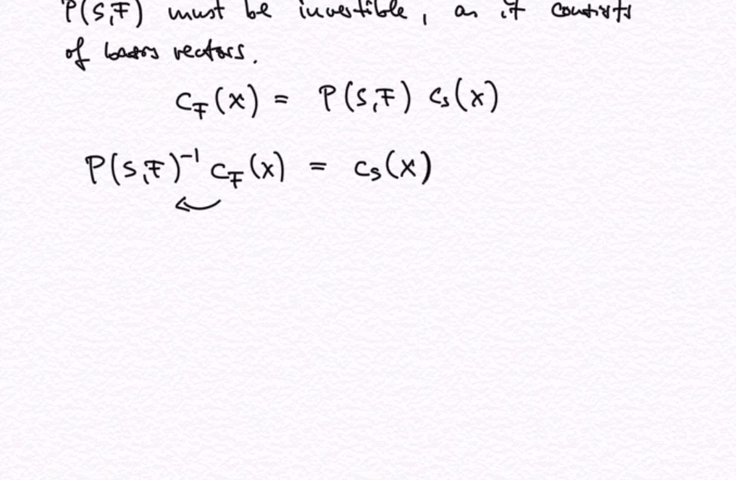 P(S,F) must be invertible, as it consists
of basis vectors.
C_F(x) = P(S,F) C_S(x)
P(S,F)^{-1} C_F(x) = C_S(x)